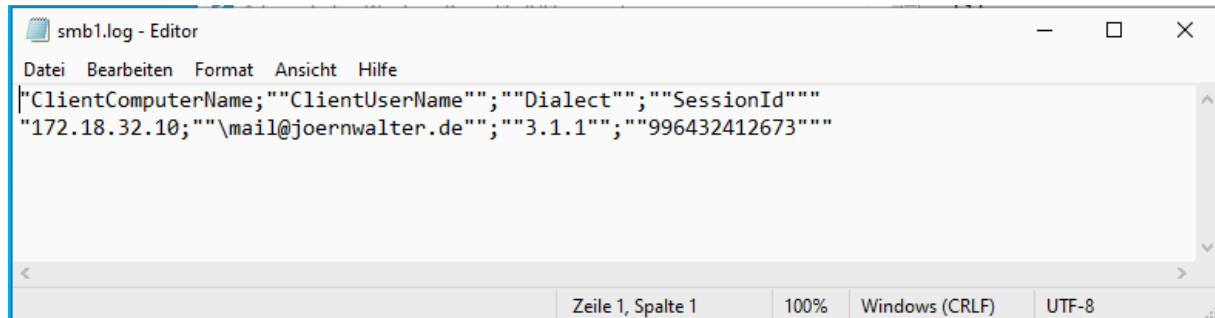 smb1.log - Editor
Datei Bearbeiten Format Ansicht Hilfe
"ClientComputerName;""ClientUserName"";""Dialect"";""SessionId"""
"172.18.32.10;""\mail@joernwalter.de"";""3.1.1"";""996432412673"""
Zeile 1, Spalte 1 100% Windows (CRLF) UTF-8